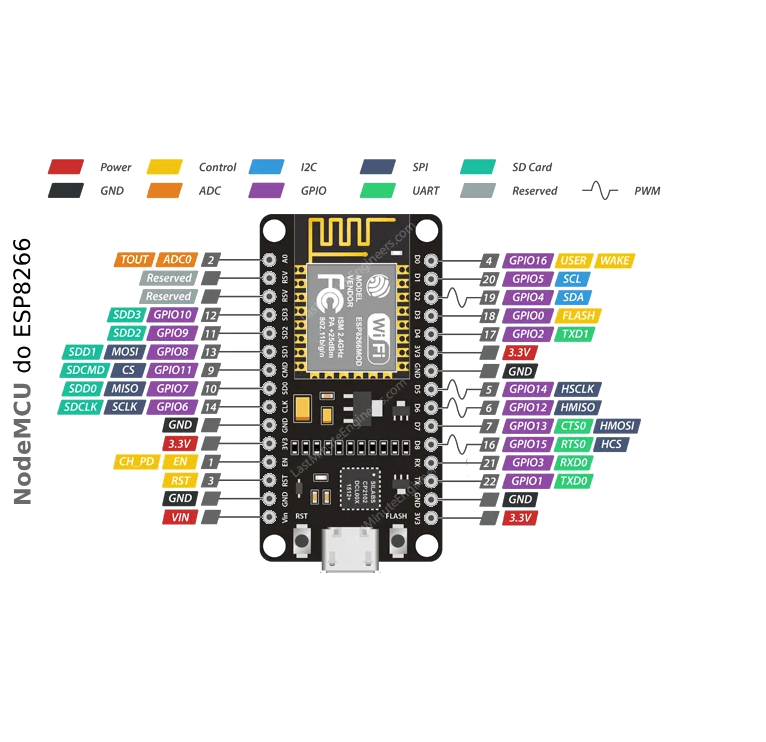 Power Control I2C SPI SD Card
GND ADC GPIO UART Reserved PWM
NodeMCU do ESP8266
TOUT ADC0 2 A0
Reserved RSV
Reserved RSV
SDD3 GPIO10 12 SD3
SDD2 GPIO9 11 SD2
SDD1 MOSI GPIO8 13 SD1
SDCMD CS GPIO11 9 CMD
SDD0 MISO GPIO7 10 SD0
SDCLK SCLK GPIO6 14 CLK
GND GND
3.3V 3V3
CH_PD EN 1 EN
RST 3 RST
GND GND
VIN Vin
D0 4 GPIO16 USER WAKE
D1 20 GPIO5 SCL
D2 19 GPIO4 SDA
D3 18 GPIO0 FLASH
D4 17 GPIO2 TXD1
3V3 3.3V
GND GND
D5 5 GPIO14 HSCLK
D6 6 GPIO12 HMISO
D7 7 GPIO13 CTS0 HMOSI
D8 16 GPIO15 RTS0 HCS
RX 21 GPIO3 RXD0
TX 22 GPIO1 TXD0
GND GND
3V3 3.3V
MODEL
VENDOR
ESP8266MOD
WiFi
FC
ISM 2.4GHz
PA +25dBm
802.11b/g/n
SILABS
CP2102
DCL00X
1612+
RST
FLASH
LastMinuteEngineers.com